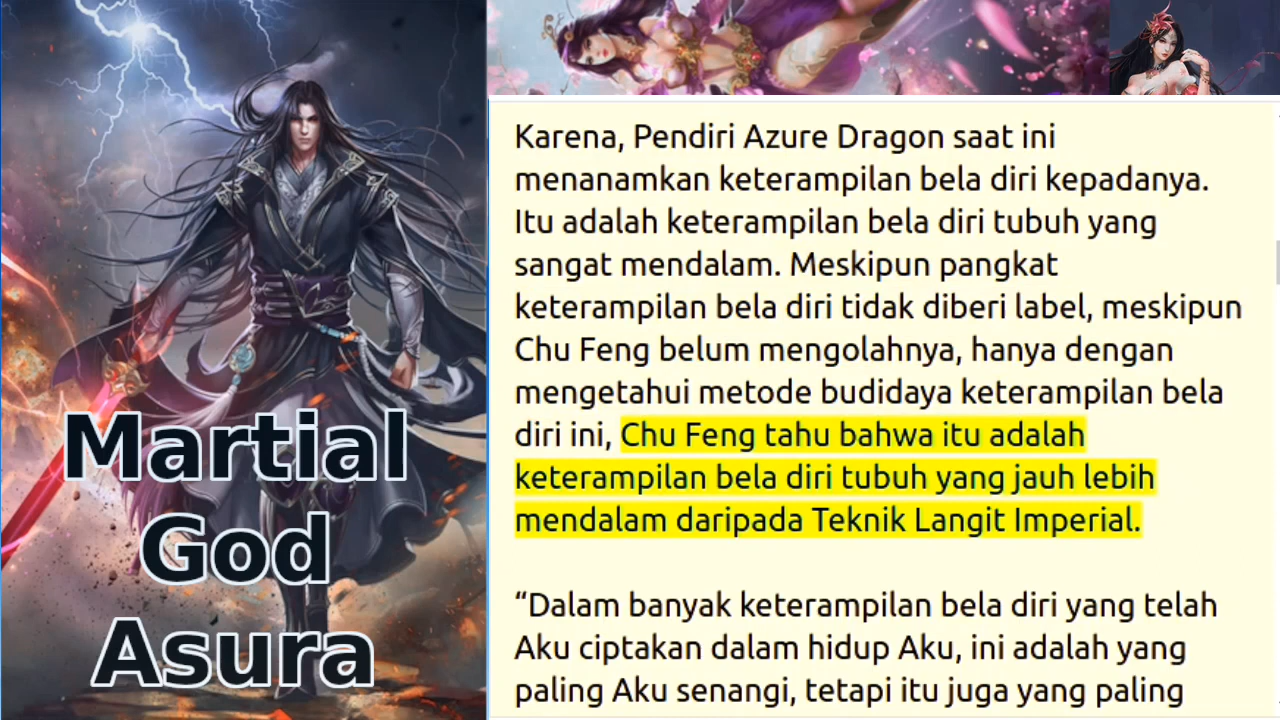 Martial
God
Asura
Karena, Pendiri Azure Dragon saat ini
menanamkan keterampilan bela diri kepadanya.
Itu adalah keterampilan bela diri tubuh yang
sangat mendalam. Meskipun pangkat
keterampilan bela diri tidak diberi label, meskipun
Chu Feng belum mengolahnya, hanya dengan
mengetahui metode budidaya keterampilan bela
diri ini, Chu Feng tahu bahwa itu adalah
keterampilan bela diri tubuh yang jauh lebih
mendalam daripada Teknik Langit Imperial.
“Dalam banyak keterampilan bela diri yang telah
Aku ciptakan dalam hidup Aku, ini adalah yang
paling Aku senangi, tetapi itu juga yang paling